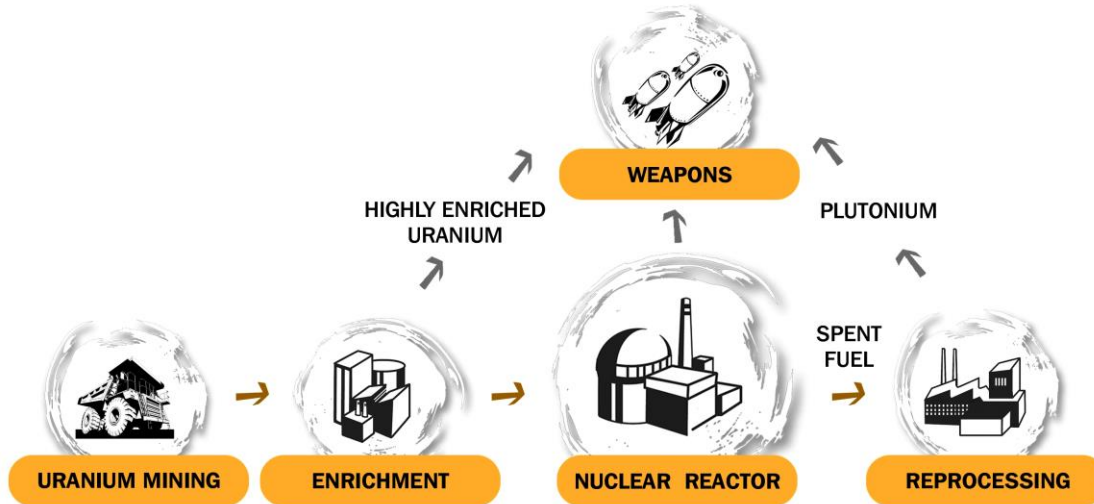 WEAPONS
HIGHLY ENRICHED
URANIUM
PLUTONIUM
SPENT
FUEL
URANIUM MINING
ENRICHMENT
NUCLEAR REACTOR
REPROCESSING